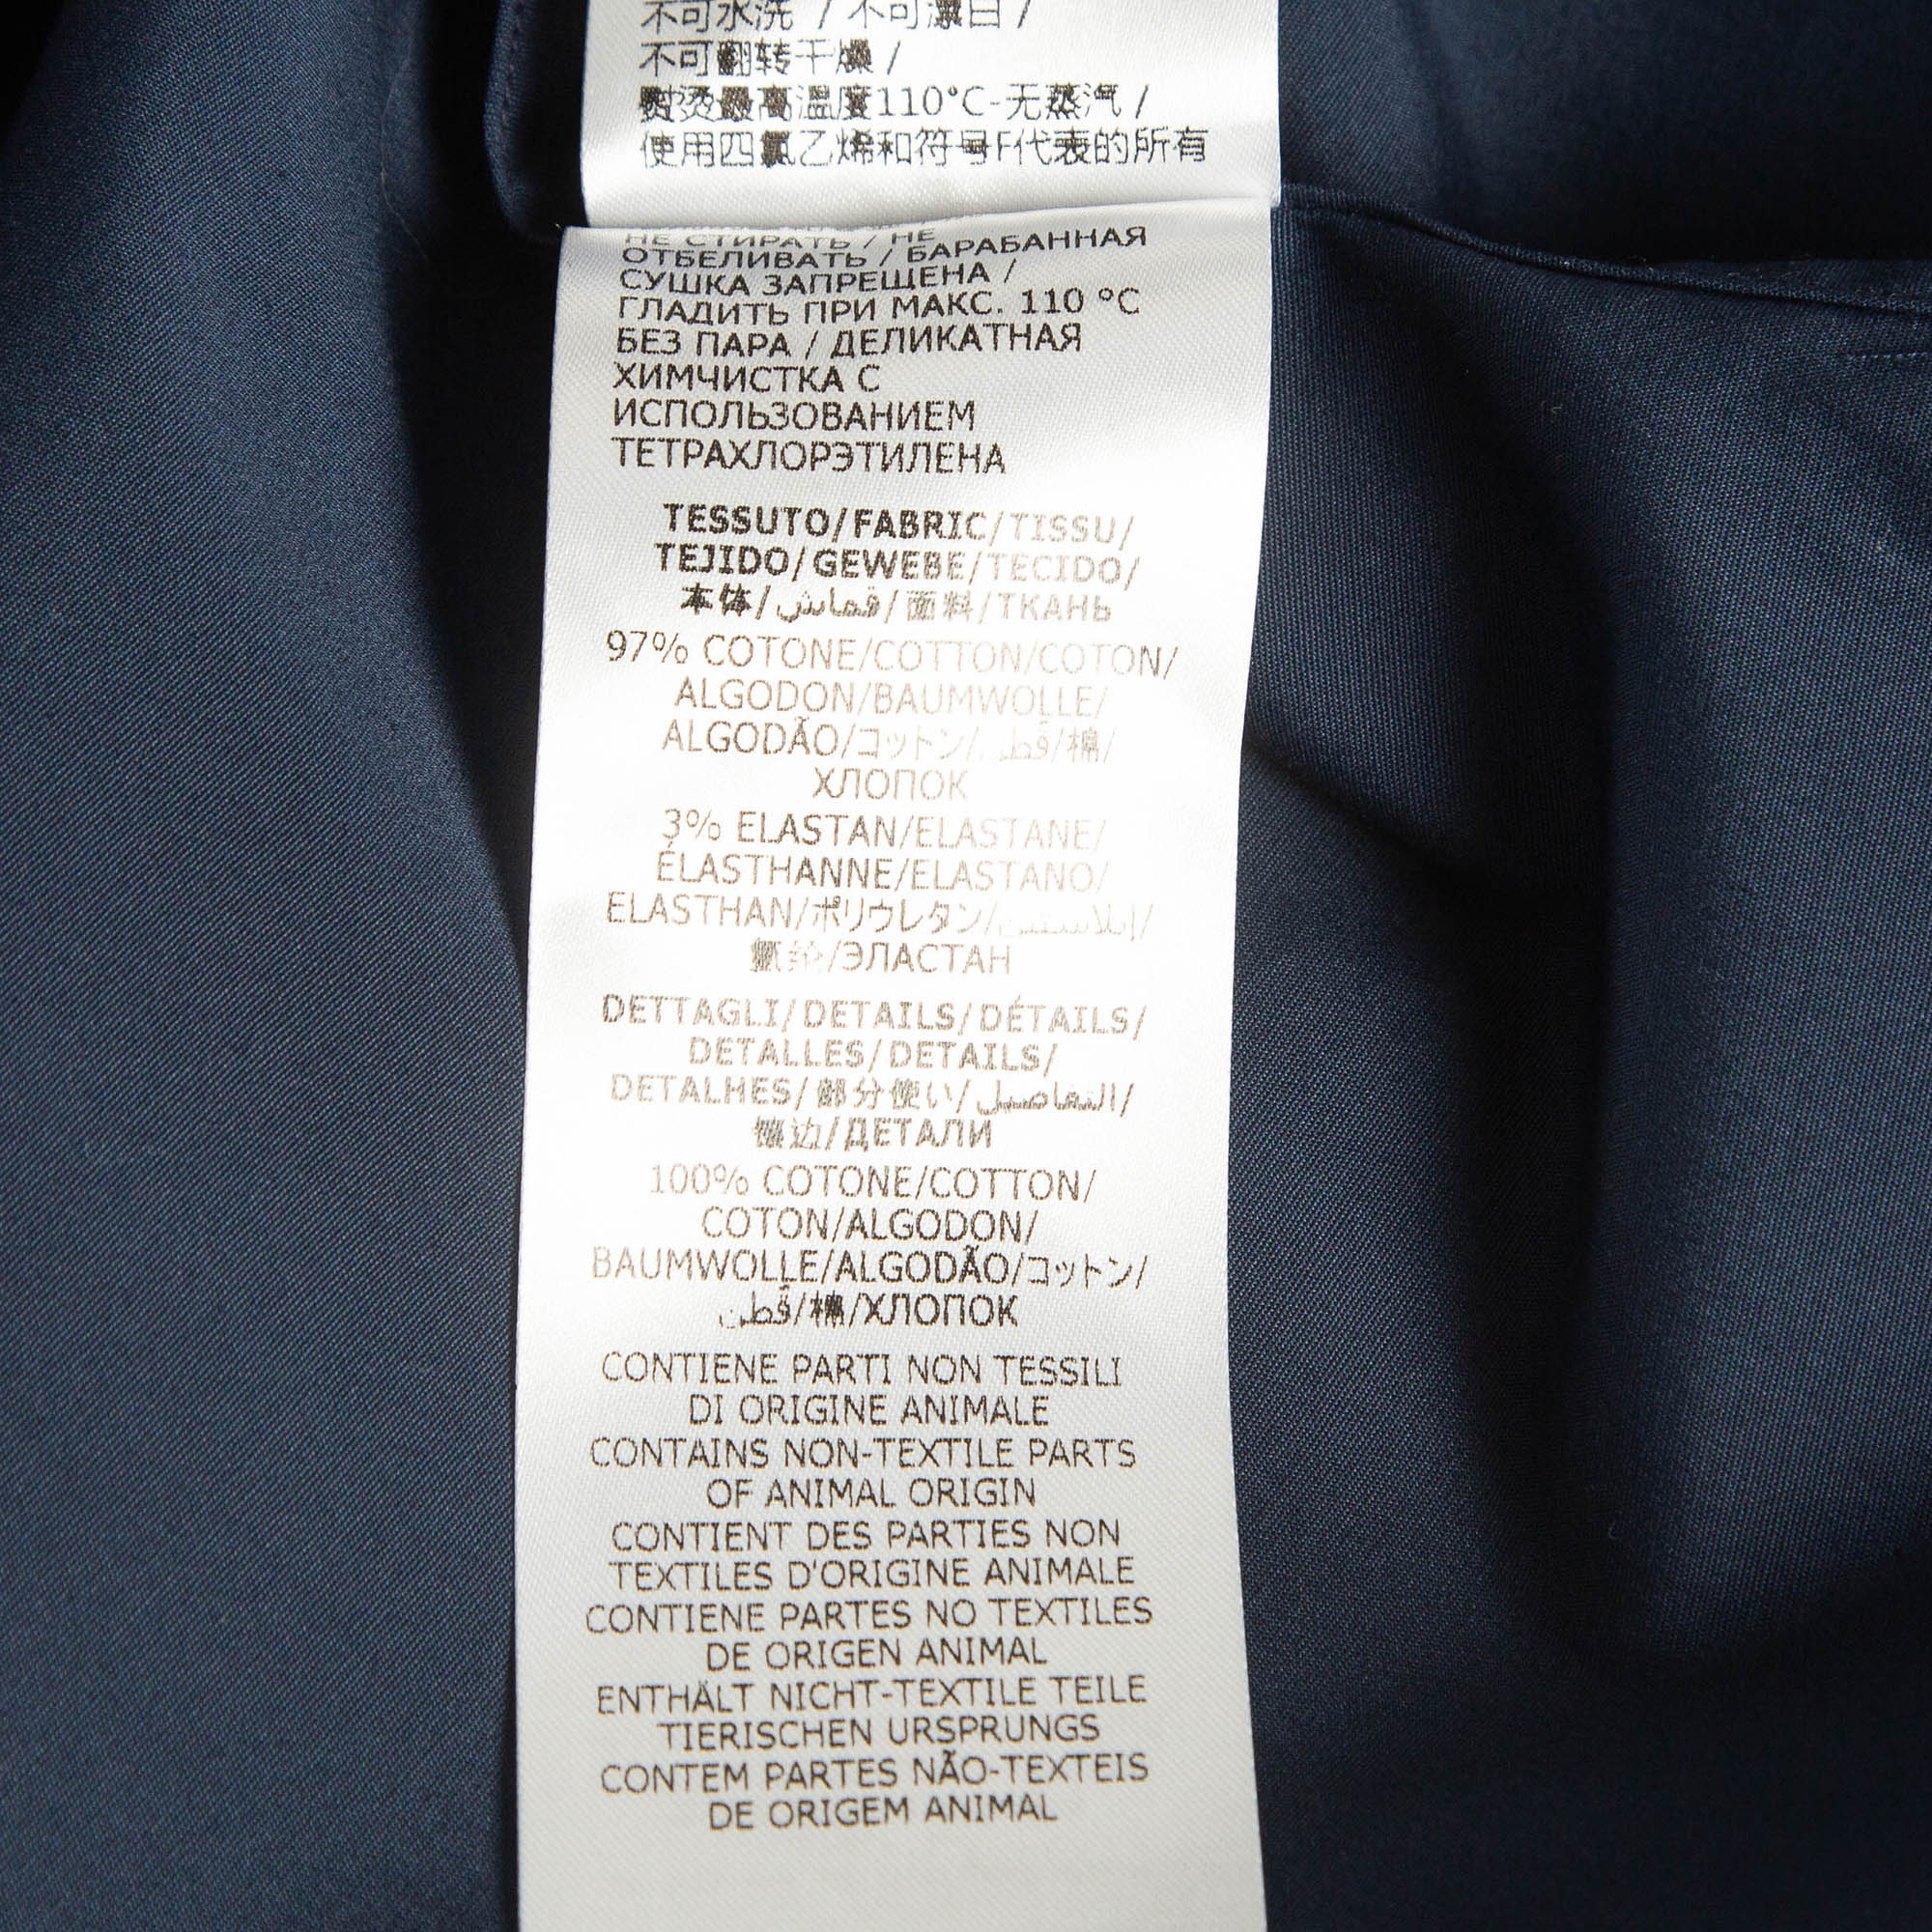 不可水洗 / 不可漂白 /
不可翻转干燥 /
熨烫最高温度110°C-无蒸汽 /
使用四氯乙烯和符号F代表的所有
НЕ СТИРАТЬ / НЕ
ОТБЕЛИВАТЬ / БАРАБАННАЯ
СУШКА ЗАПРЕЩЕНА /
ГЛАДИТЬ ПРИ МАКС. 110 °C
БЕЗ ПАРА / ДЕЛИКАТНАЯ
ХИМЧИСТКА С
ИСПОЛЬЗОВАНИЕМ
ТЕТРАХЛОРЭТИЛЕНА
TESSUTO/FABRIC/TISSU/
TEJIDO/GEWEBE/TECIDO/
本体/قماش/面料/ТКАНЬ
97% COTONE/COTTON/COTON/
ALGODON/BAUMWOLLE/
ALGODÃO/コットン/قطن/棉/
ХЛОПОК
3% ELASTAN/ELASTANE/
ÉLASTHANNE/ELASTANO/
ELASTHAN/ポリウレタン/إيلاستين/
氨纶/ЭЛАСТАН
DETTAGLI/DETAILS/DÉTAILS/
DETALLES/DETAILS/
DETALHES/部分使い/التفاصيل/
镶边/ДЕТАЛИ
100% COTONE/COTTON/
COTON/ALGODON/
BAUMWOLLE/ALGODÃO/コットン/
قطن/棉/ХЛОПОК
CONTIENE PARTI NON TESSILI
DI ORIGINE ANIMALE
CONTAINS NON-TEXTILE PARTS
OF ANIMAL ORIGIN
CONTIENT DES PARTIES NON
TEXTILES D'ORIGINE ANIMALE
CONTIENE PARTES NO TEXTILES
DE ORIGEN ANIMAL
ENTHÄLT NICHT-TEXTILE TEILE
TIERISCHEN URSPRUNGS
CONTEM PARTES NÃO-TEXTEIS
DE ORIGEM ANIMAL